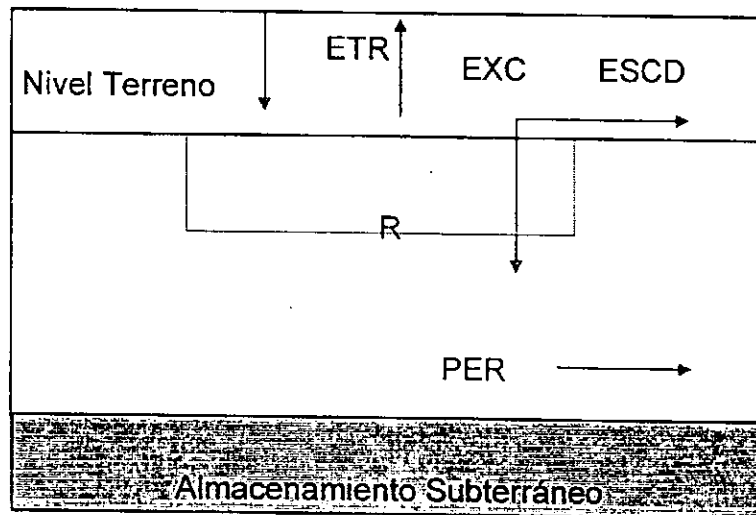 ETR
EXC
ESCD
Nivel Terreno
R
PER
Almacenamiento Subterráneo